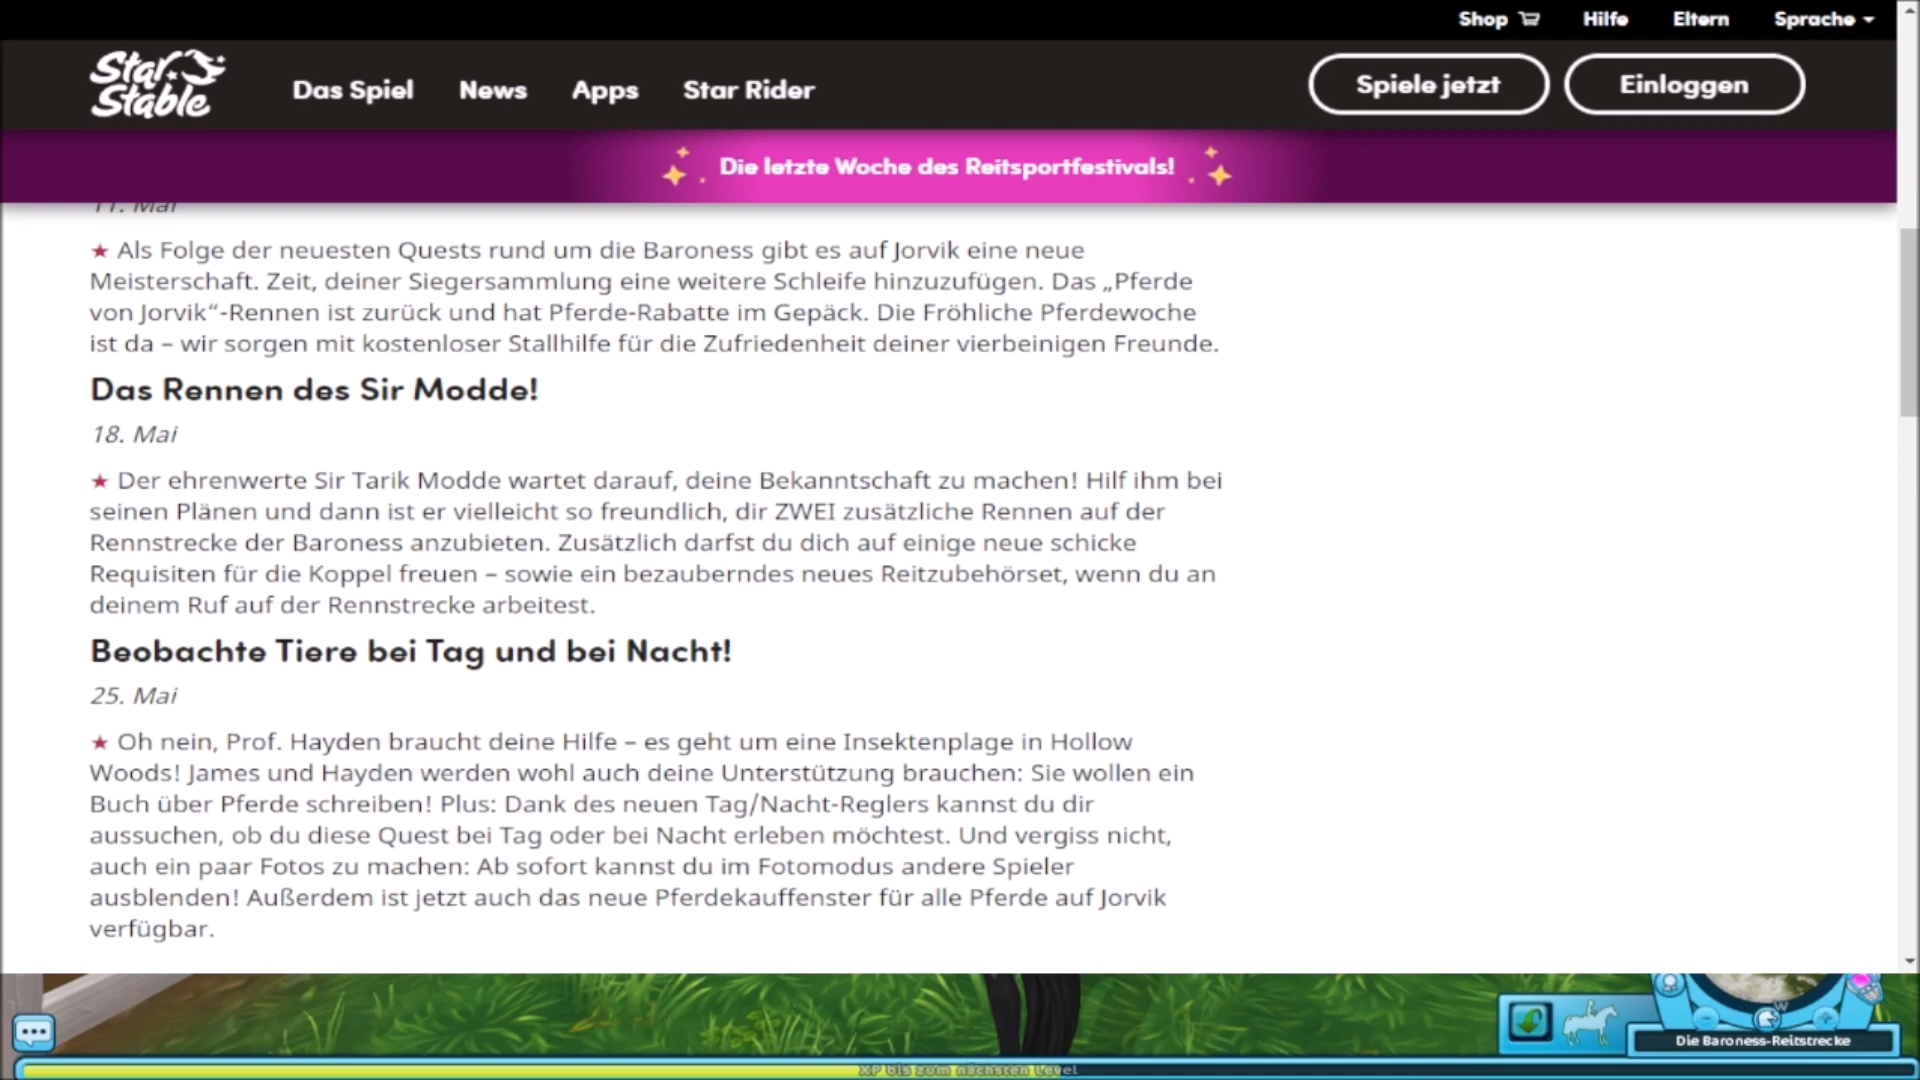 Shop
Hilfe
Eltern
Sprache
Star Stable
Das Spiel
News
Apps
Star Rider
Spiele jetzt
Einloggen
Die letzte Woche des Reitsportfestivals!
11. Mai
★ Als Folge der neuesten Quests rund um die Baroness gibt es auf Jorvik eine neue
Meisterschaft. Zeit, deiner Siegersammlung eine weitere Schleife hinzuzufügen. Das „Pferde
von Jorvik“-Rennen ist zurück und hat Pferde-Rabatte im Gepäck. Die Fröhliche Pferdewoche
ist da – wir sorgen mit kostenloser Stallhilfe für die Zufriedenheit deiner vierbeinigen Freunde.
Das Rennen des Sir Modde!
18. Mai
★ Der ehrenwerte Sir Tarik Modde wartet darauf, deine Bekanntschaft zu machen! Hilf ihm bei
seinen Plänen und dann ist er vielleicht so freundlich, dir ZWEI zusätzliche Rennen auf der
Rennstrecke der Baroness anzubieten. Zusätzlich darfst du dich auf einige neue schicke
Requisiten für die Koppel freuen – sowie ein bezauberndes neues Reitzubehörset, wenn du an
deinem Ruf auf der Rennstrecke arbeitest.
Beobachte Tiere bei Tag und bei Nacht!
25. Mai
★ Oh nein, Prof. Hayden braucht deine Hilfe – es geht um eine Insektenplage in Hollow
Woods! James und Hayden werden wohl auch deine Unterstützung brauchen: Sie wollen ein
Buch über Pferde schreiben! Plus: Dank des neuen Tag/Nacht-Reglers kannst du dir
aussuchen, ob du diese Quest bei Tag oder bei Nacht erleben möchtest. Und vergiss nicht,
auch ein paar Fotos zu machen: Ab sofort kannst du im Fotomodus andere Spieler
ausblenden! Außerdem ist jetzt auch das neue Pferdekauffenster für alle Pferde auf Jorvik
verfügbar.
W
Die Baroness-Reitstrecke
XP bis zum nächsten Level